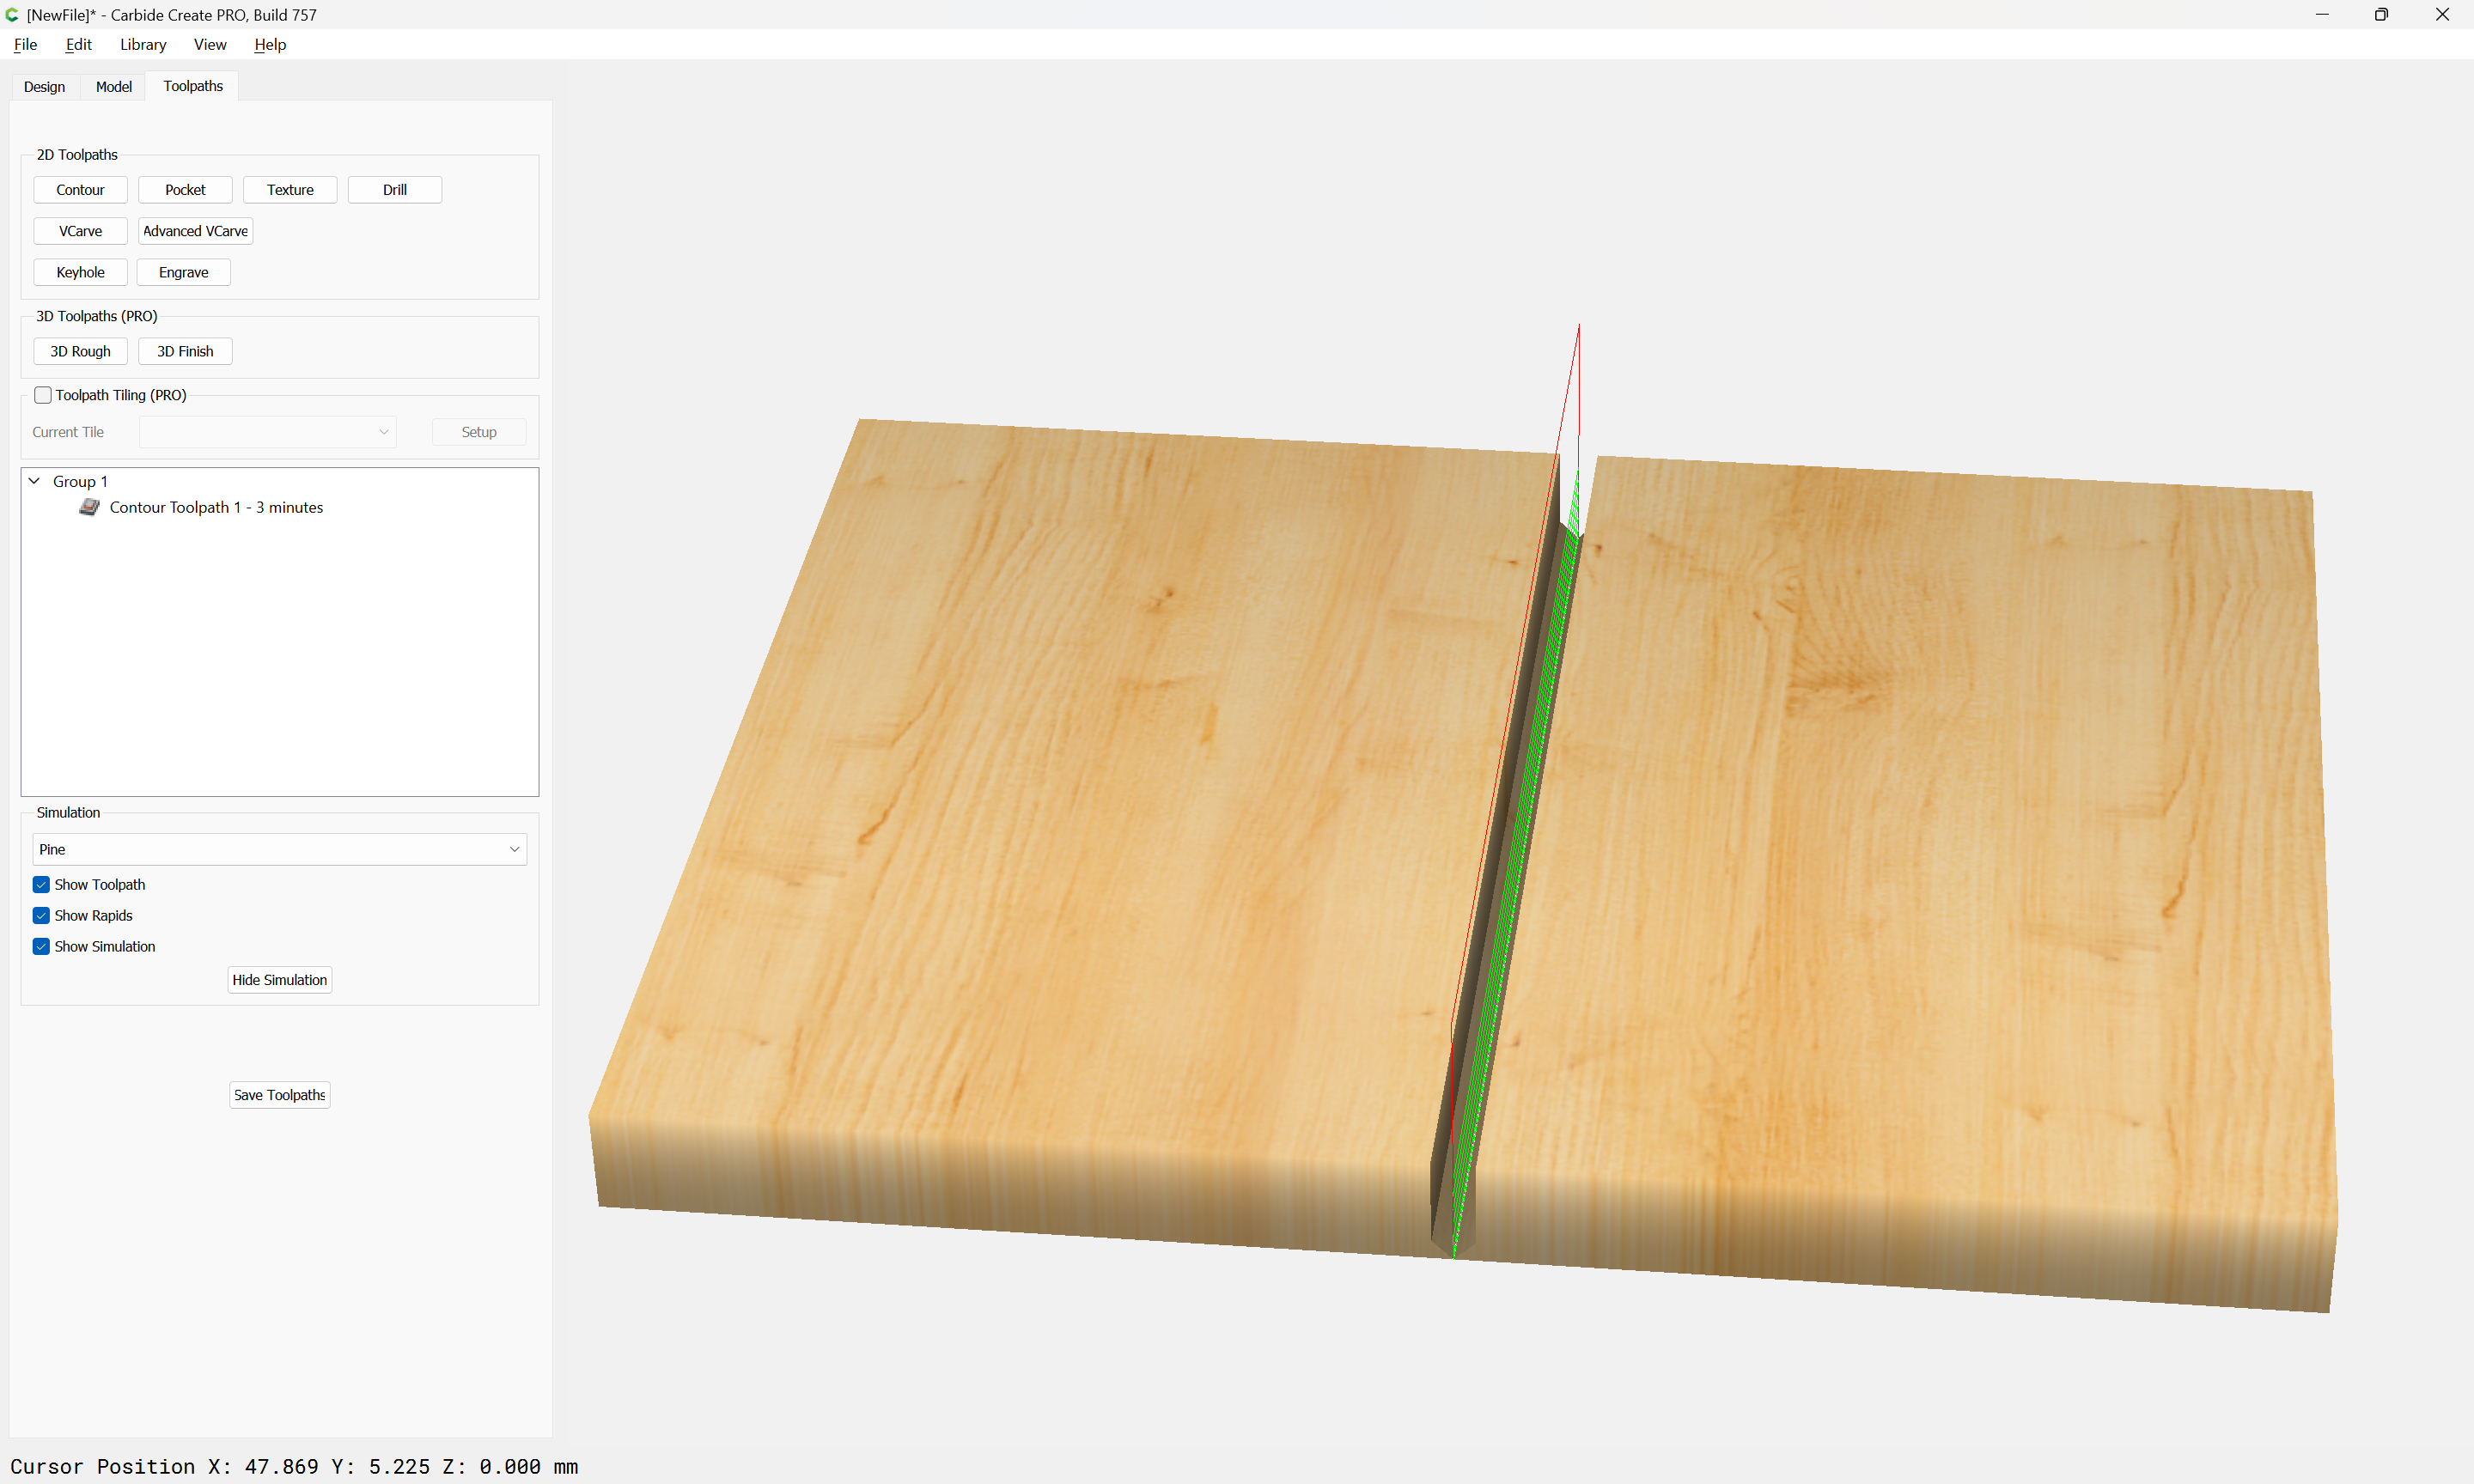 [NewFile]* - Carbide Create PRO, Build 757
File Edit Library View Help
Design Model Toolpaths
2D Toolpaths
Contour Pocket Texture Drill
VCarve Advanced VCarve
Keyhole Engrave
3D Toolpaths (PRO)
3D Rough 3D Finish
Toolpath Tiling (PRO)
Current Tile Setup
Group 1
Contour Toolpath 1 - 3 minutes
Simulation
Pine
Show Toolpath
Show Rapids
Show Simulation
Hide Simulation
Save Toolpaths
Cursor Position X: 47.869 Y: 5.225 Z: 0.000 mm